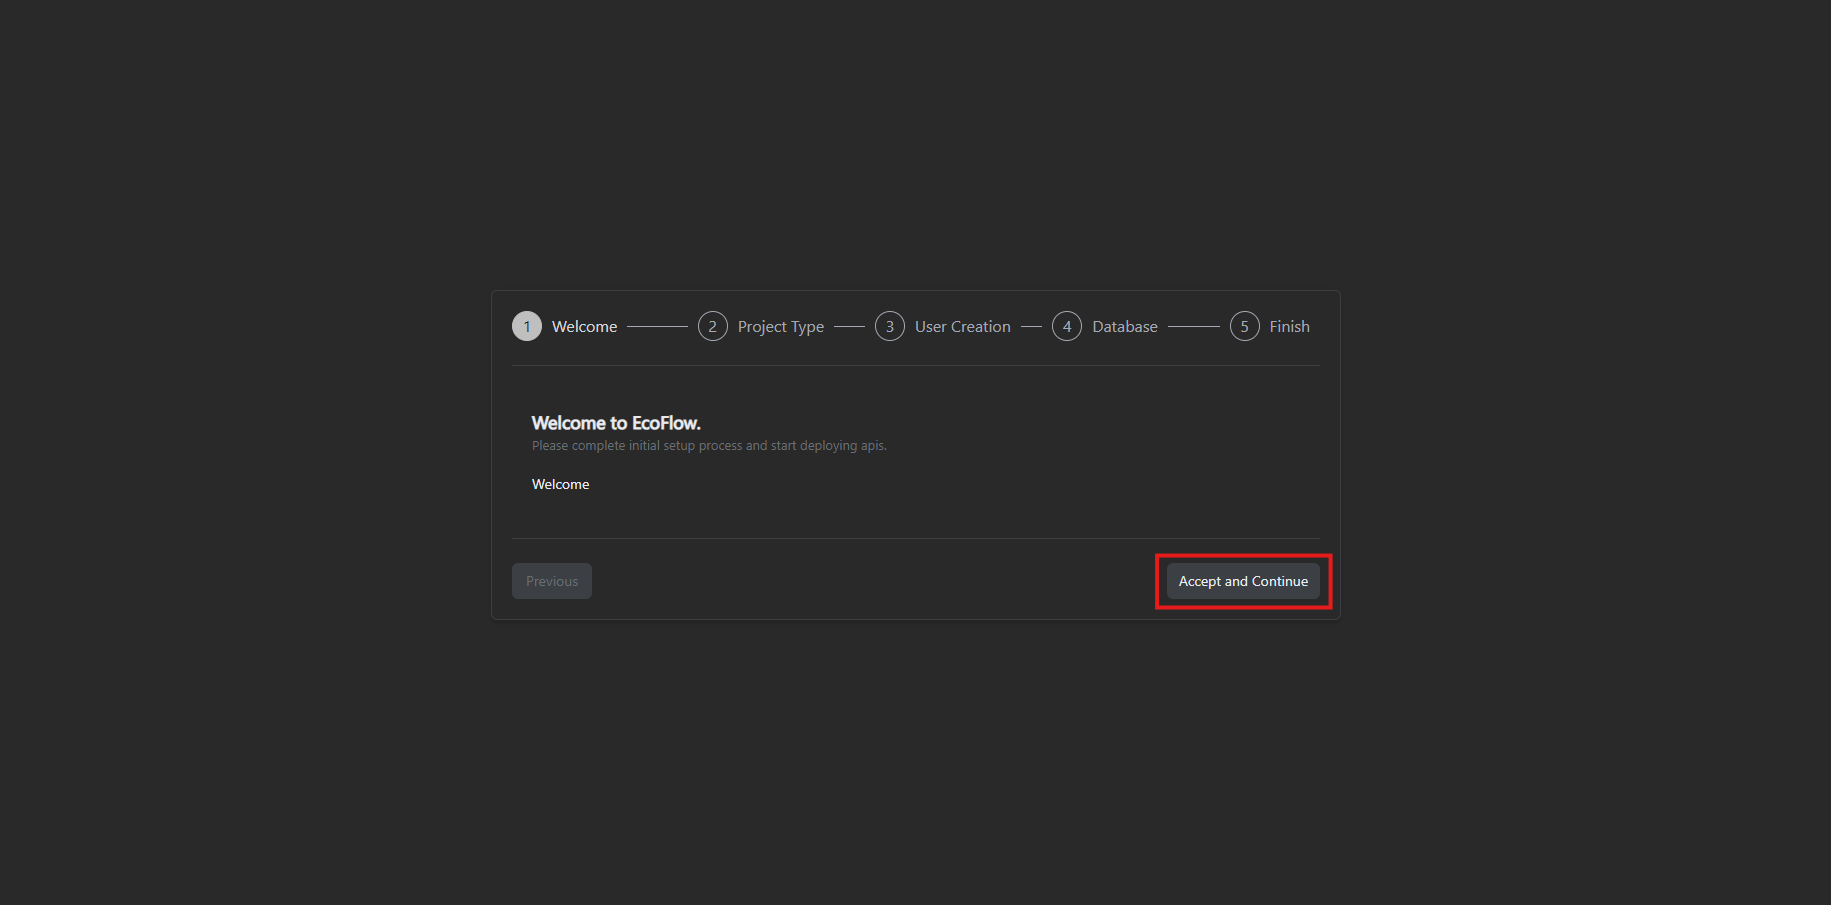 1 Welcome 2 Project Type 3 User Creation 4 Database 5 Finish
Welcome to EcoFlow.
Please complete initial setup process and start deploying apis.
Welcome
Previous Accept and Continue